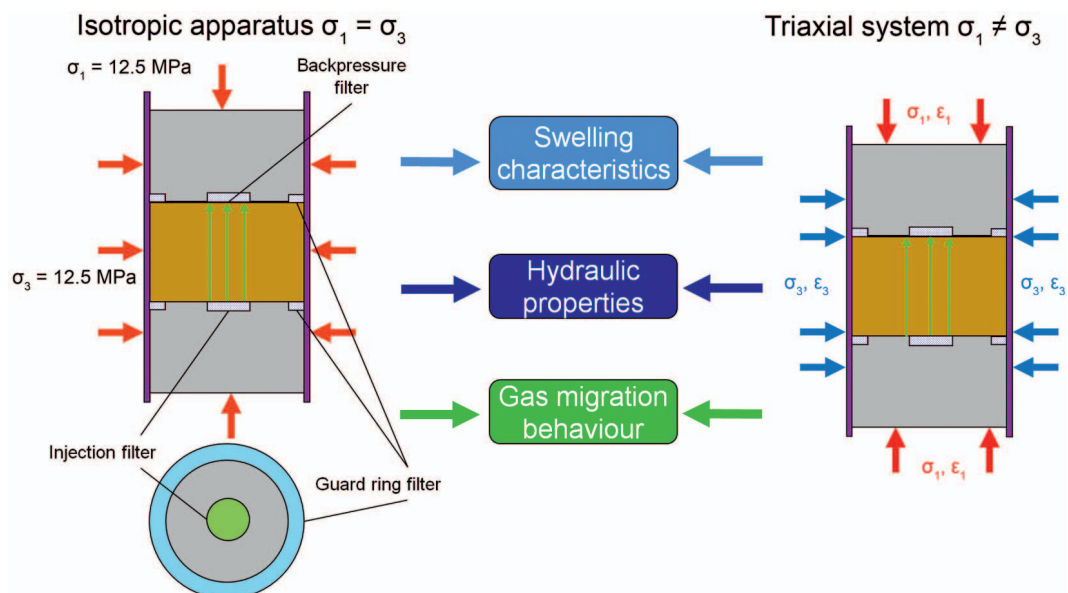 Isotropic apparatus σ₁ = σ₃
Triaxial system σ₁ ≠ σ₃
σ₁ = 12.5 MPa
Backpressure
filter
σ₁, ε₁
Swelling
characteristics
σ₃ = 12.5 MPa
Hydraulic
properties
σ₃, ε₃
σ₃, ε₃
Gas migration
behaviour
Injection filter
Guard ring filter
σ₁, ε₁